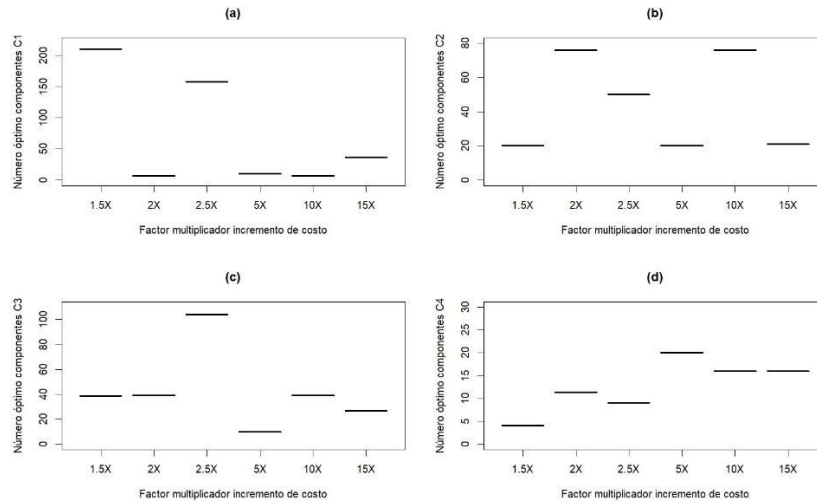 (a)
Número óptimo componentes C1
200
150
100
50
0
1.5X 2X 2.5X 5X 10X 15X
Factor multiplicador incremento de costo
(b)
Número óptimo componentes C2
80
60
40
20
0
1.5X 2X 2.5X 5X 10X 15X
Factor multiplicador incremento de costo
(c)
Número óptimo componentes C3
100
80
60
40
20
0
1.5X 2X 2.5X 5X 10X 15X
Factor multiplicador incremento de costo
(d)
Número óptimo componentes C4
30
25
20
15
10
5
0
1.5X 2X 2.5X 5X 10X 15X
Factor multiplicador incremento de costo